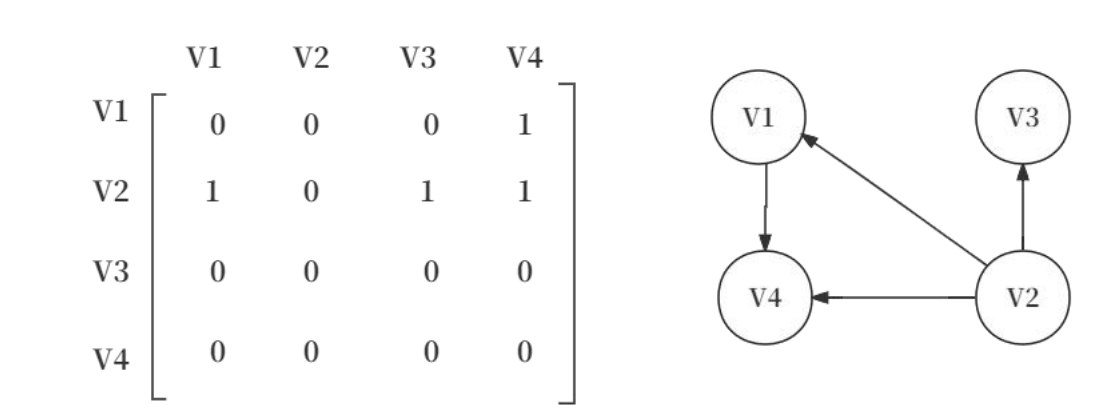 V1 V2 V3 V4
V1 0 0 0 1
V2 1 0 1 1
V3 0 0 0 0
V4 0 0 0 0
V1 V3
V4 V2